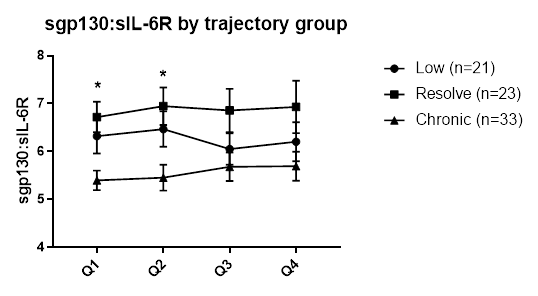 sgp130:sIL-6R by trajectory group
8
7
6
5
4
sgp130:sIL-6R
* *
Q1 Q2 Q3 Q4
Low (n=21)
Resolve (n=23)
Chronic (n=33)